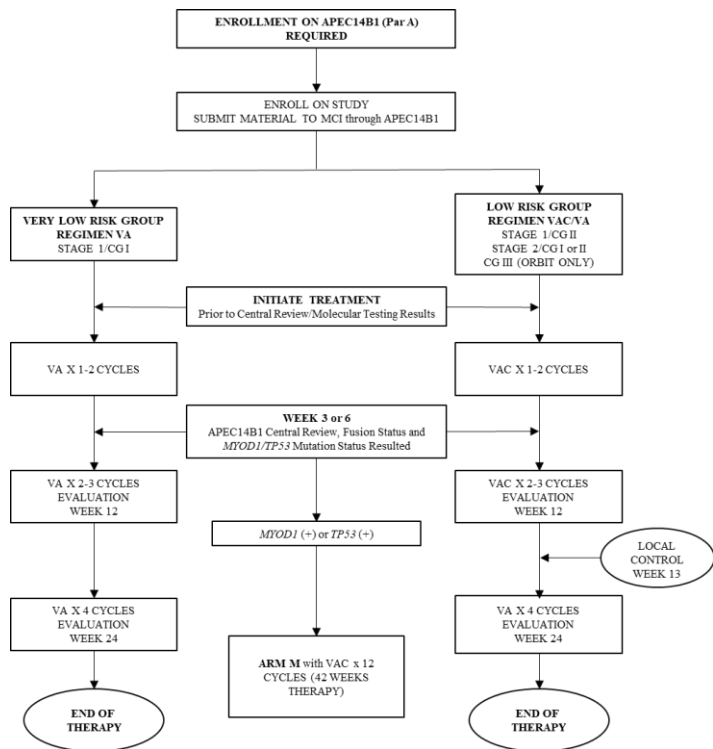 ENROLLMENT ON APEC14B1 (Par A)
REQUIRED
ENROLL ON STUDY
SUBMIT MATERIAL TO MCI through APEC14B1
VERY LOW RISK GROUP
REGIMEN VA
STAGE 1/CG I
LOW RISK GROUP
REGIMEN VAC/VA
STAGE 1/CG II
STAGE 2/CG I or II
CG III (ORBIT ONLY)
INITIATE TREATMENT
Prior to Central Review/Molecular Testing Results
VA X 1-2 CYCLES
VAC X 1-2 CYCLES
WEEK 3 or 6
APEC14B1 Central Review, Fusion Status and
MYOD1/TP53 Mutation Status Resulted
VA X 2-3 CYCLES
EVALUATION
WEEK 12
VAC X 2-3 CYCLES
EVALUATION
WEEK 12
MYOD1 (+) or TP53 (+)
LOCAL
CONTROL
WEEK 13
VA X 4 CYCLES
EVALUATION
WEEK 24
VA X 4 CYCLES
EVALUATION
WEEK 24
ARM M with VAC x 12
CYCLES (42 WEEKS
THERAPY)
END OF
THERAPY
END OF
THERAPY